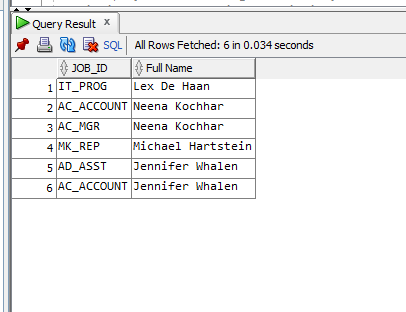 Query Result x
SQL All Rows Fetched: 6 in 0.034 seconds
JOB_ID Full Name
1 IT_PROG Lex De Haan
2 AC_ACCOUNT Neena Kochhar
3 AC_MGR Neena Kochhar
4 MK_REP Michael Hartstein
5 AD_ASST Jennifer Whalen
6 AC_ACCOUNT Jennifer Whalen